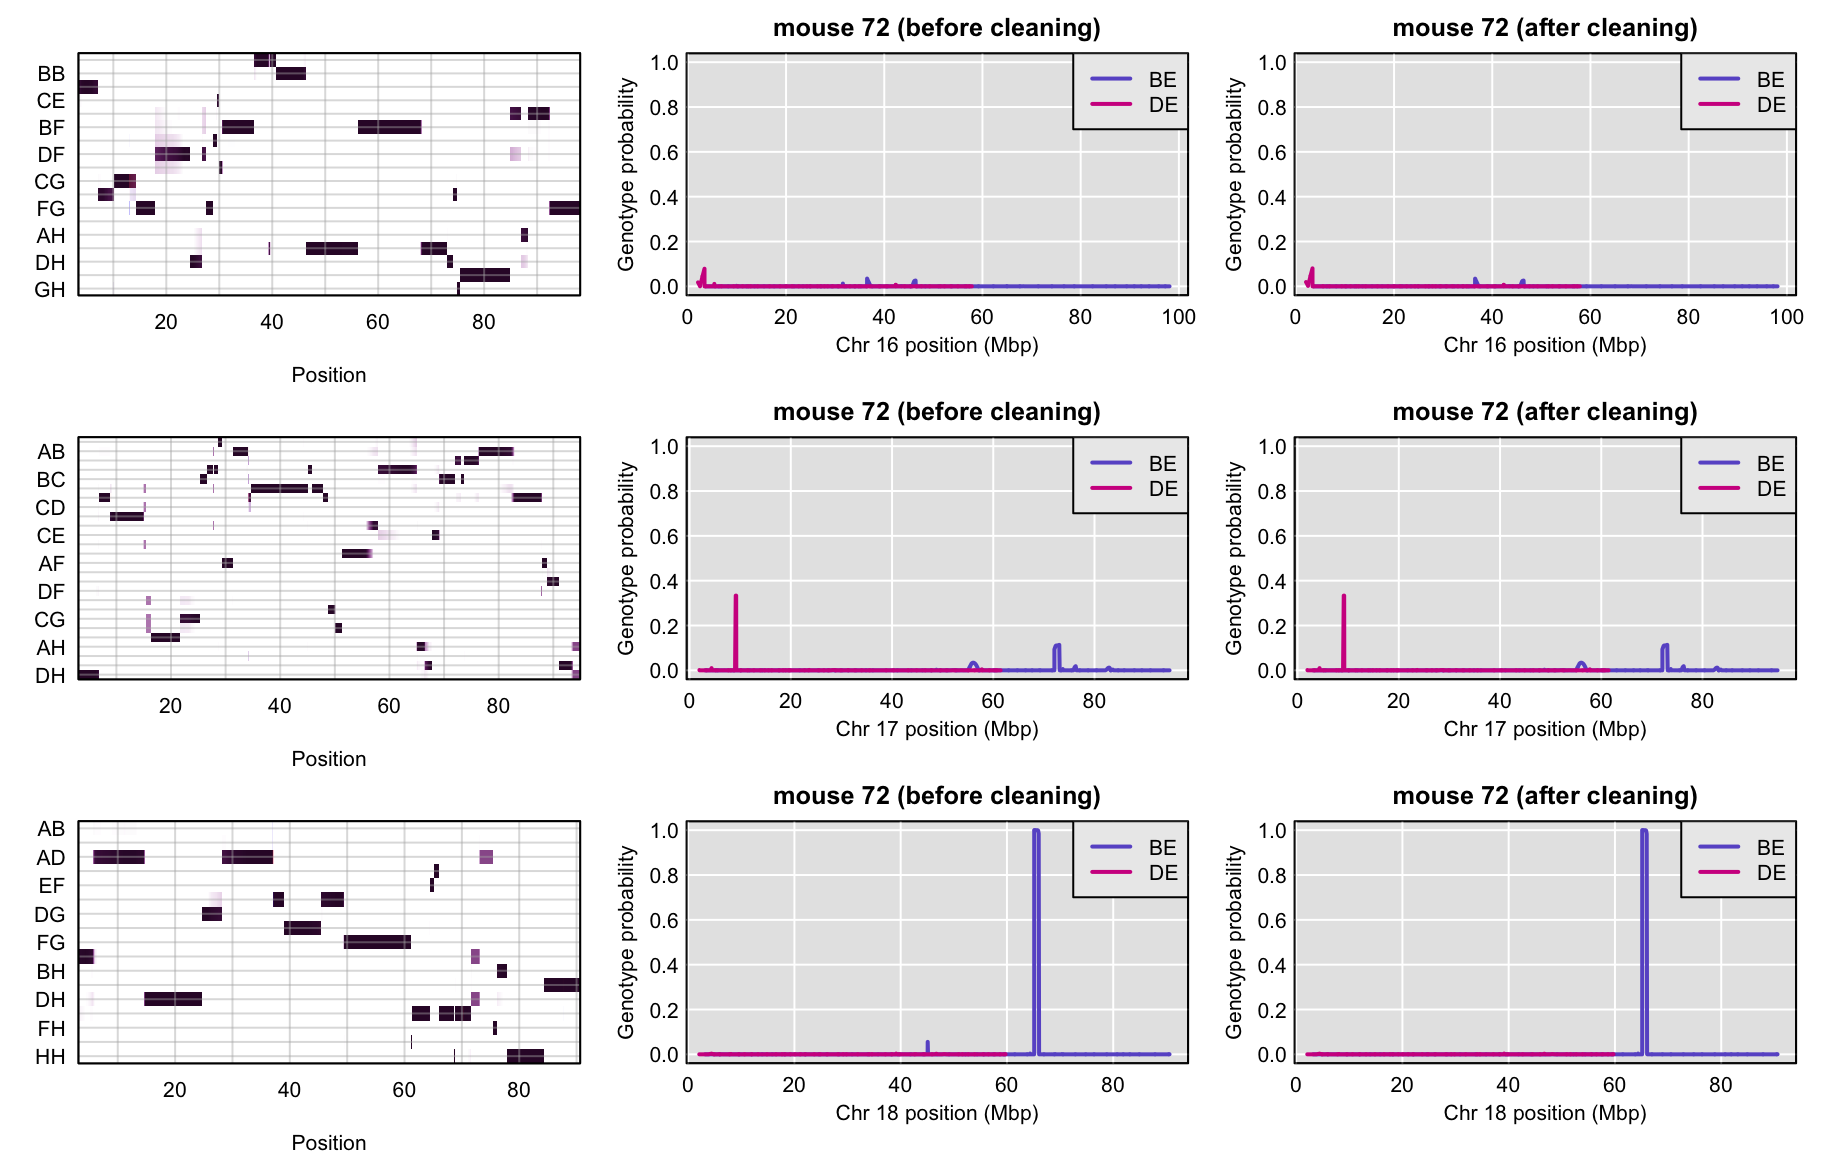 mouse 72 (before cleaning)
mouse 72 (after cleaning)
BB
CE
BF
DF
CG
FG
AH
DH
GH
20 40 60 80
Position
Genotype probability
1.0
0.8
0.6
0.4
0.2
0.0
BE
DE
0 20 40 60 80 100
Chr 16 position (Mbp)
Genotype probability
1.0
0.8
0.6
0.4
0.2
0.0
BE
DE
0 20 40 60 80 100
Chr 16 position (Mbp)
mouse 72 (before cleaning)
mouse 72 (after cleaning)
AB
BC
CD
CE
AF
DF
CG
AH
DH
20 40 60 80
Position
Genotype probability
1.0
0.8
0.6
0.4
0.2
0.0
BE
DE
0 20 40 60 80
Chr 17 position (Mbp)
Genotype probability
1.0
0.8
0.6
0.4
0.2
0.0
BE
DE
0 20 40 60 80
Chr 17 position (Mbp)
mouse 72 (before cleaning)
mouse 72 (after cleaning)
AB
AD
EF
DG
FG
BH
DH
FH
HH
20 40 60 80
Position
Genotype probability
1.0
0.8
0.6
0.4
0.2
0.0
BE
DE
0 20 40 60 80
Chr 18 position (Mbp)
Genotype probability
1.0
0.8
0.6
0.4
0.2
0.0
BE
DE
0 20 40 60 80
Chr 18 position (Mbp)